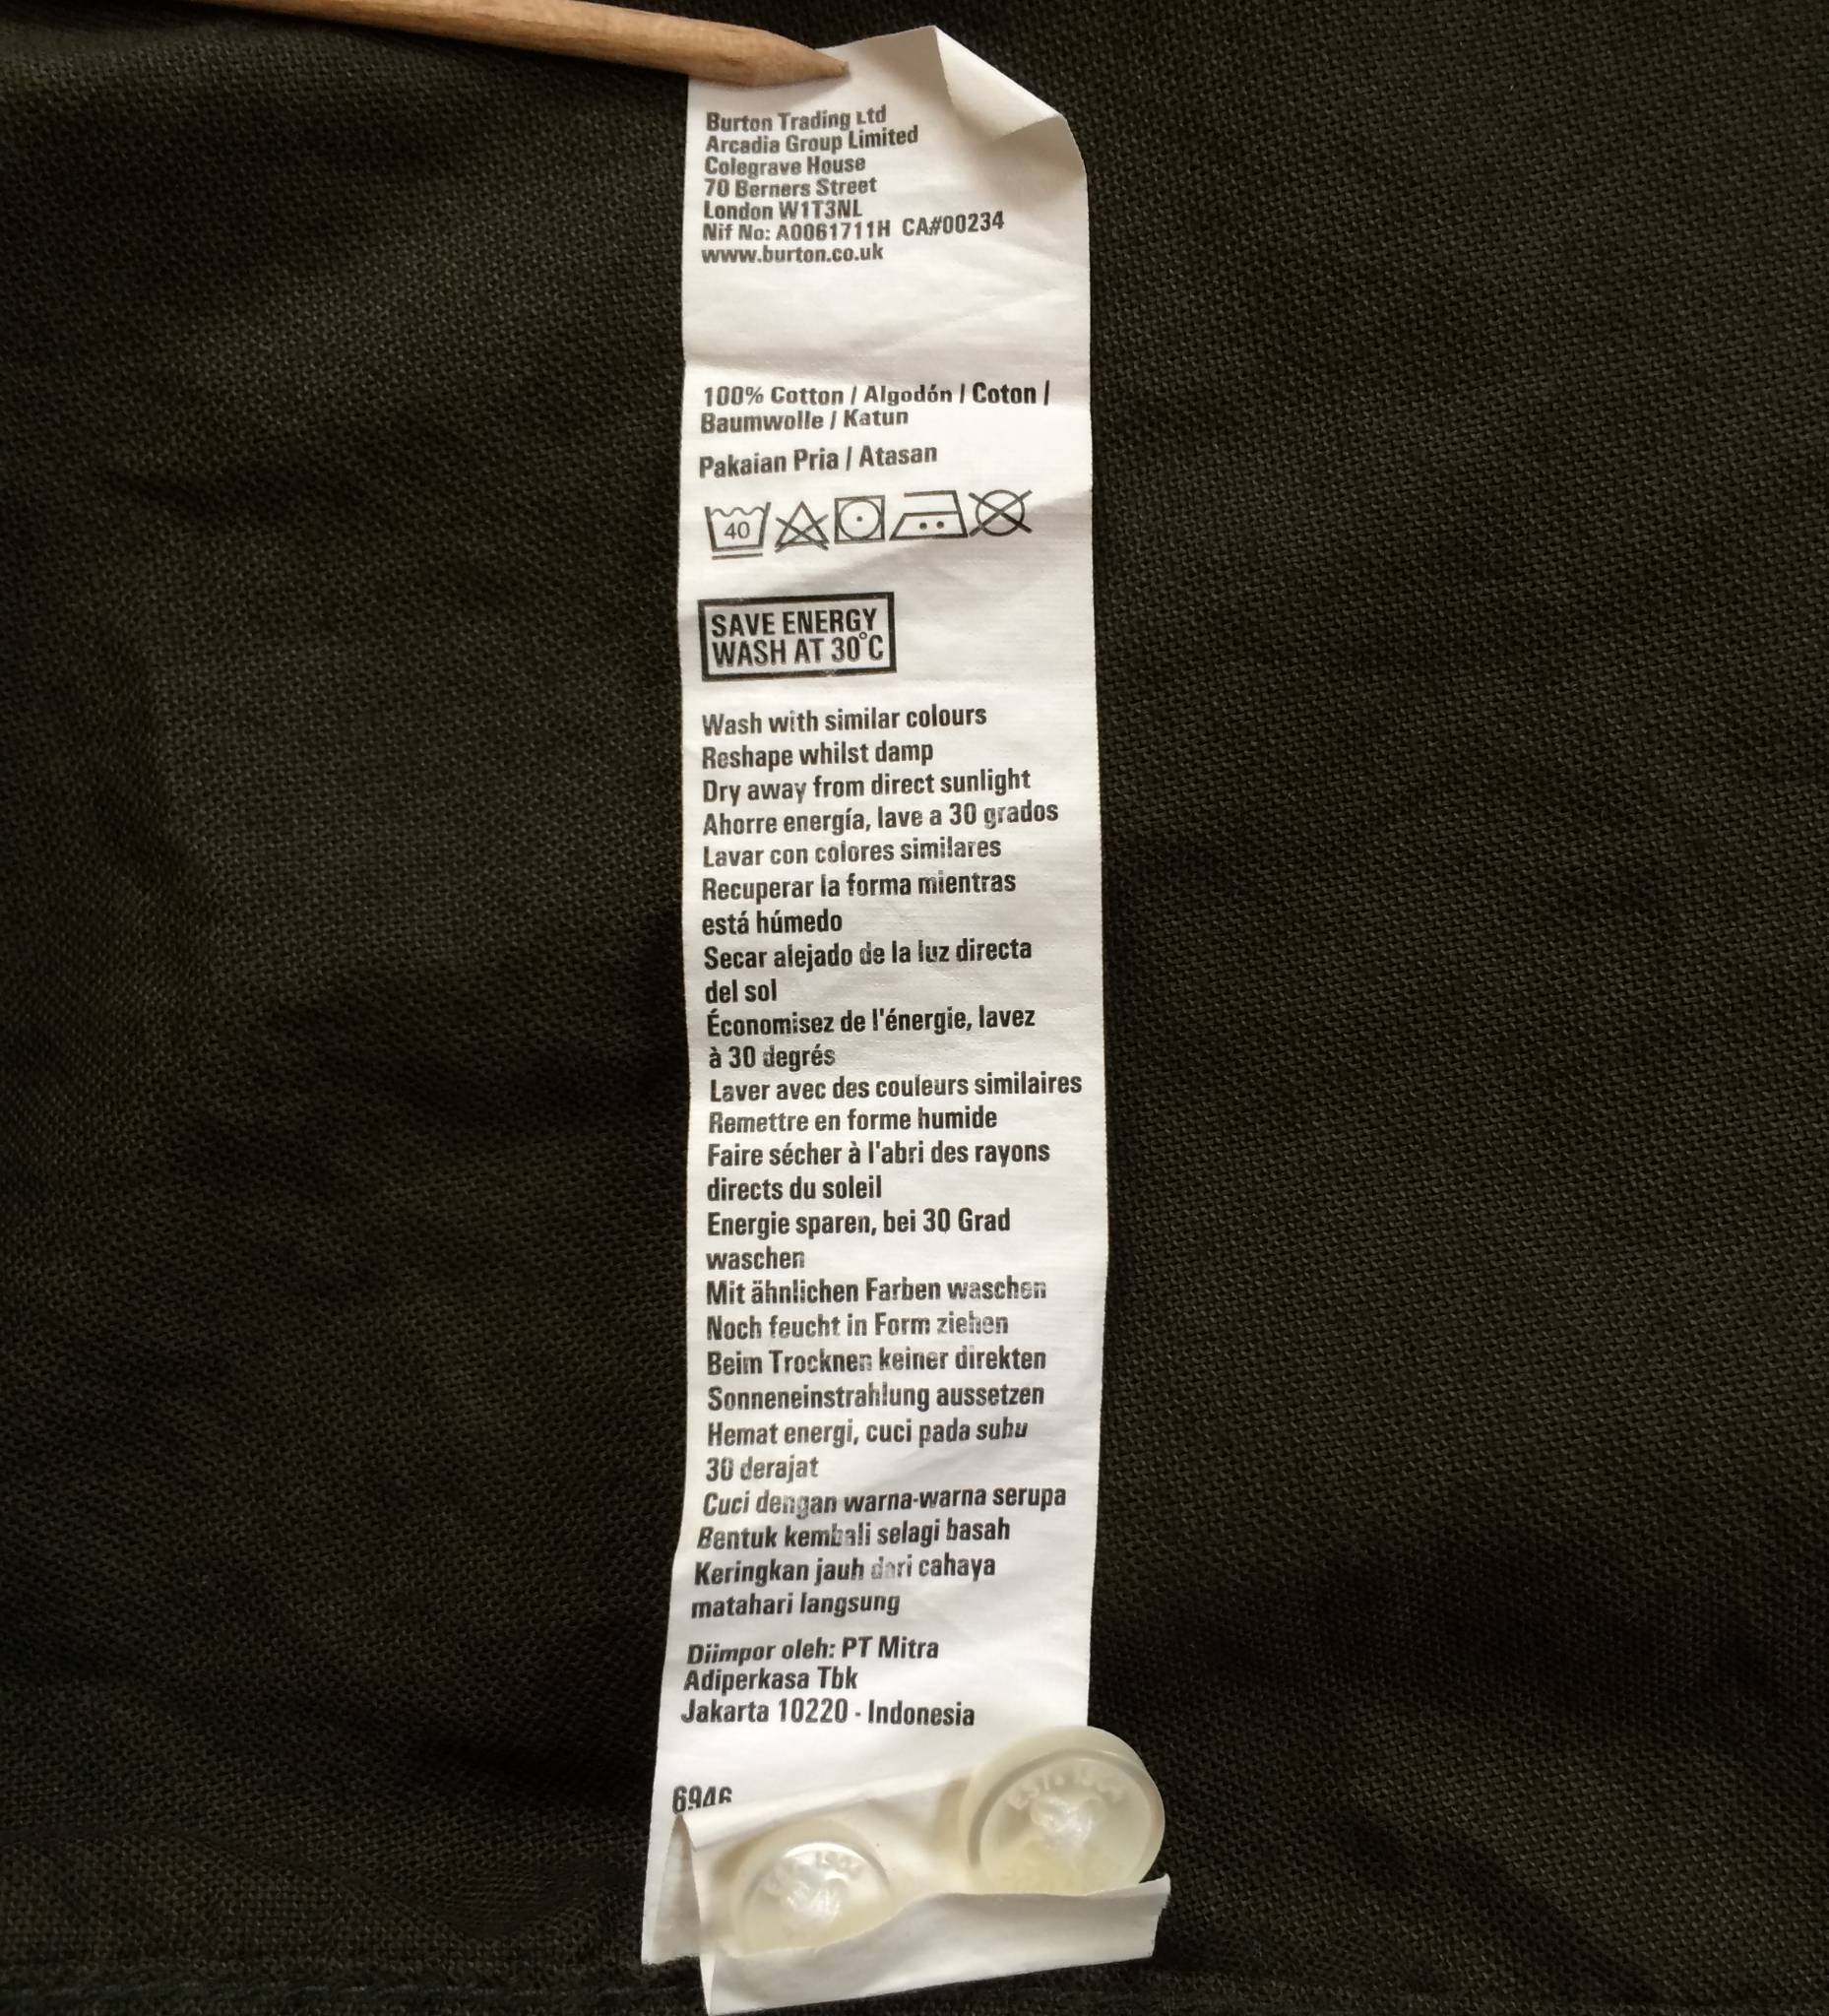 Burton Trading Ltd
Arcadia Group Limited
Colegrave House
70 Berners Street
London W1T3NL
Nif No: A0061711H CA#00234
www.burton.co.uk
100% Cotton / Algodón / Coton /
Baumwolle / Katun
Pakaian Pria / Atasan
40
SAVE ENERGY
WASH AT 30°C
Wash with similar colours
Reshape whilst damp
Dry away from direct sunlight
Ahorre energía, lave a 30 grados
Lavar con colores similares
Recuperar la forma mientras
está húmedo
Secar alejado de la luz directa
del sol
Économisez de l'énergie, lavez
à 30 degrés
Laver avec des couleurs similaires
Remettre en forme humide
Faire sécher à l'abri des rayons
directs du soleil
Energie sparen, bei 30 Grad
waschen
Mit ähnlichen Farben waschen
Noch feucht in Form ziehen
Beim Trocknen keiner direkten
Sonneneinstrahlung aussetzen
Hemat energi, cuci pada suhu
30 derajat
Cuci dengan warna-warna serupa
Bentuk kembali selagi basah
Keringkan jauh dari cahaya
matahari langsung
Diimpor oleh: PT Mitra
Adiperkasa Tbk
Jakarta 10220 - Indonesia
6946